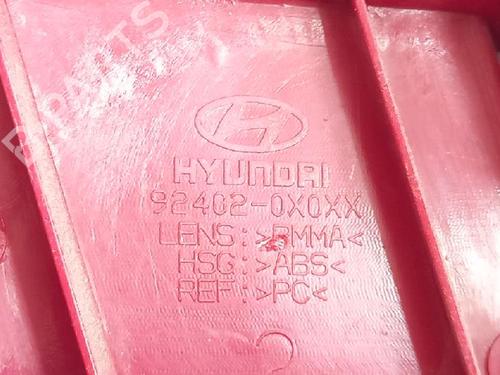 HYUNDAI
92402-0X0XX
LENS:>PMMA<
HSG:>ABS<
REF:>PC<